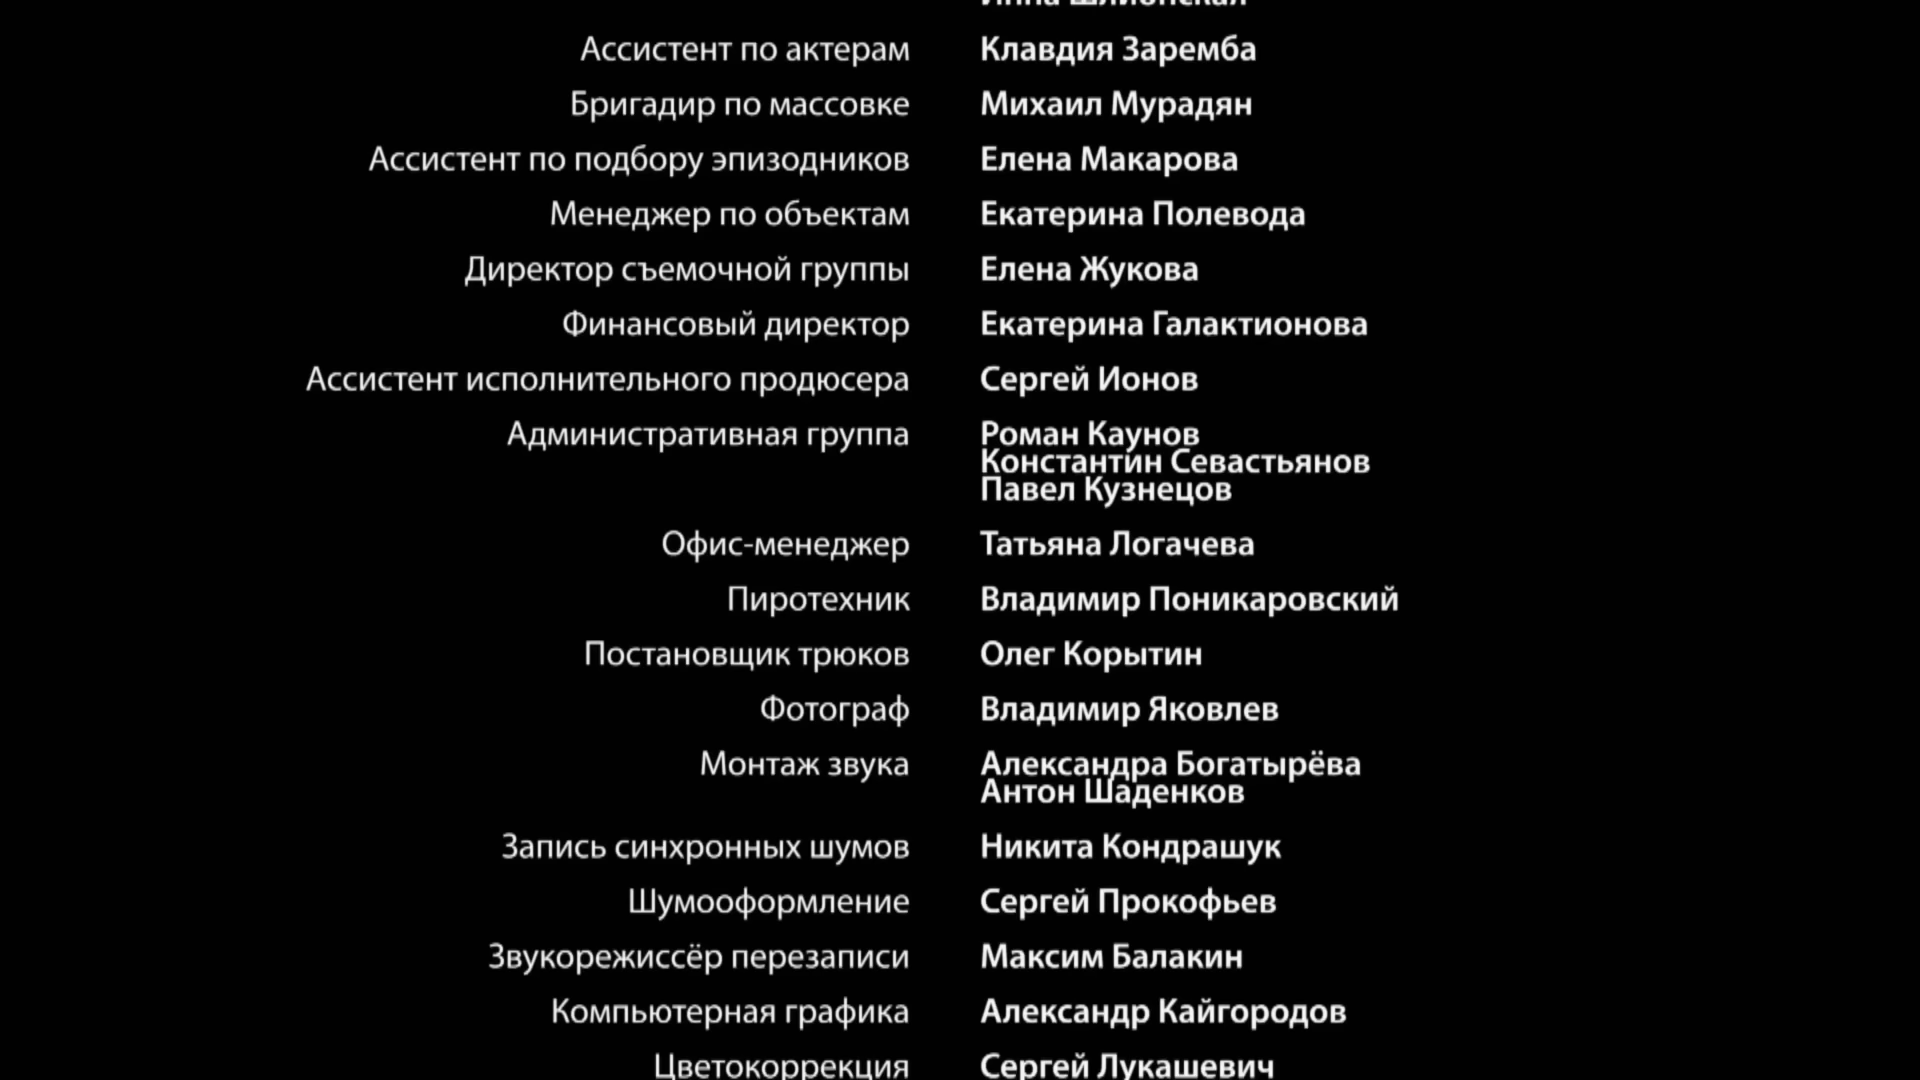 Ассистент по актерам Клавдия Заремба
Бригадир по массовке Михаил Мурадян
Ассистент по подбору эпизодников Елена Макарова
Менеджер по объектам Екатерина Полевода
Директор съемочной группы Елена Жукова
Финансовый директор Екатерина Галактионова
Ассистент исполнительного продюсера Сергей Ионов
Административная группа Роман Каунов
Константин Севастьянов
Павел Кузнецов
Офис-менеджер Татьяна Логачева
Пиротехник Владимир Поникаровский
Постановщик трюков Олег Корытин
Фотограф Владимир Яковлев
Монтаж звука Александра Богатырёва
Антон Шаденков
Запись синхронных шумов Никита Кондрашук
Шумооформление Сергей Прокофьев
Звукорежиссёр перезаписи Максим Балакин
Компьютерная графика Александр Кайгородов
Цветокоррекция Сергей Лукашевич